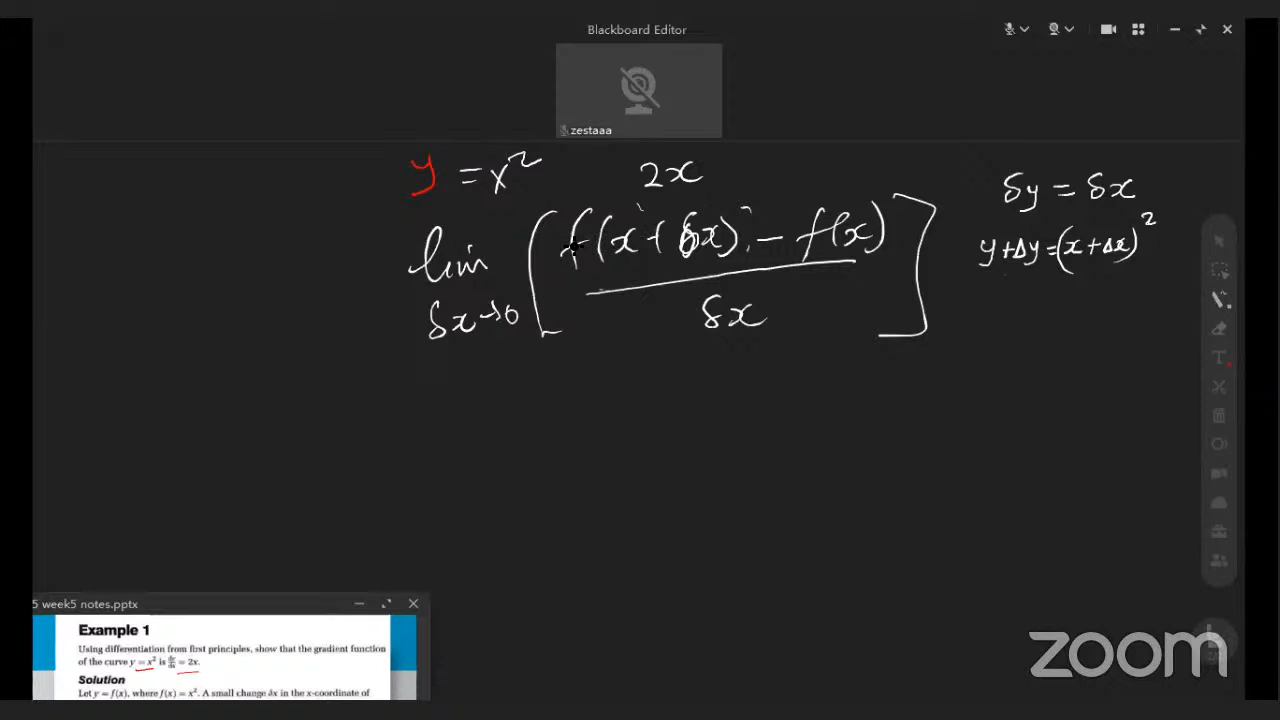 Blackboard Editor
zestaaa
y = x²
2x
lim δx→0 [ (f(x + δx) − f(x)) / δx ]
δy = δx
y + Δy = (x + Δx)²
5 week5 notes.pptx
Example 1
Using differentiation from first principles, show that the gradient function
of the curve y = x² is dy/dx = 2x.
Solution
Let y = f(x), where f(x) = x². A small change δx in the x-coordinate of
zoom